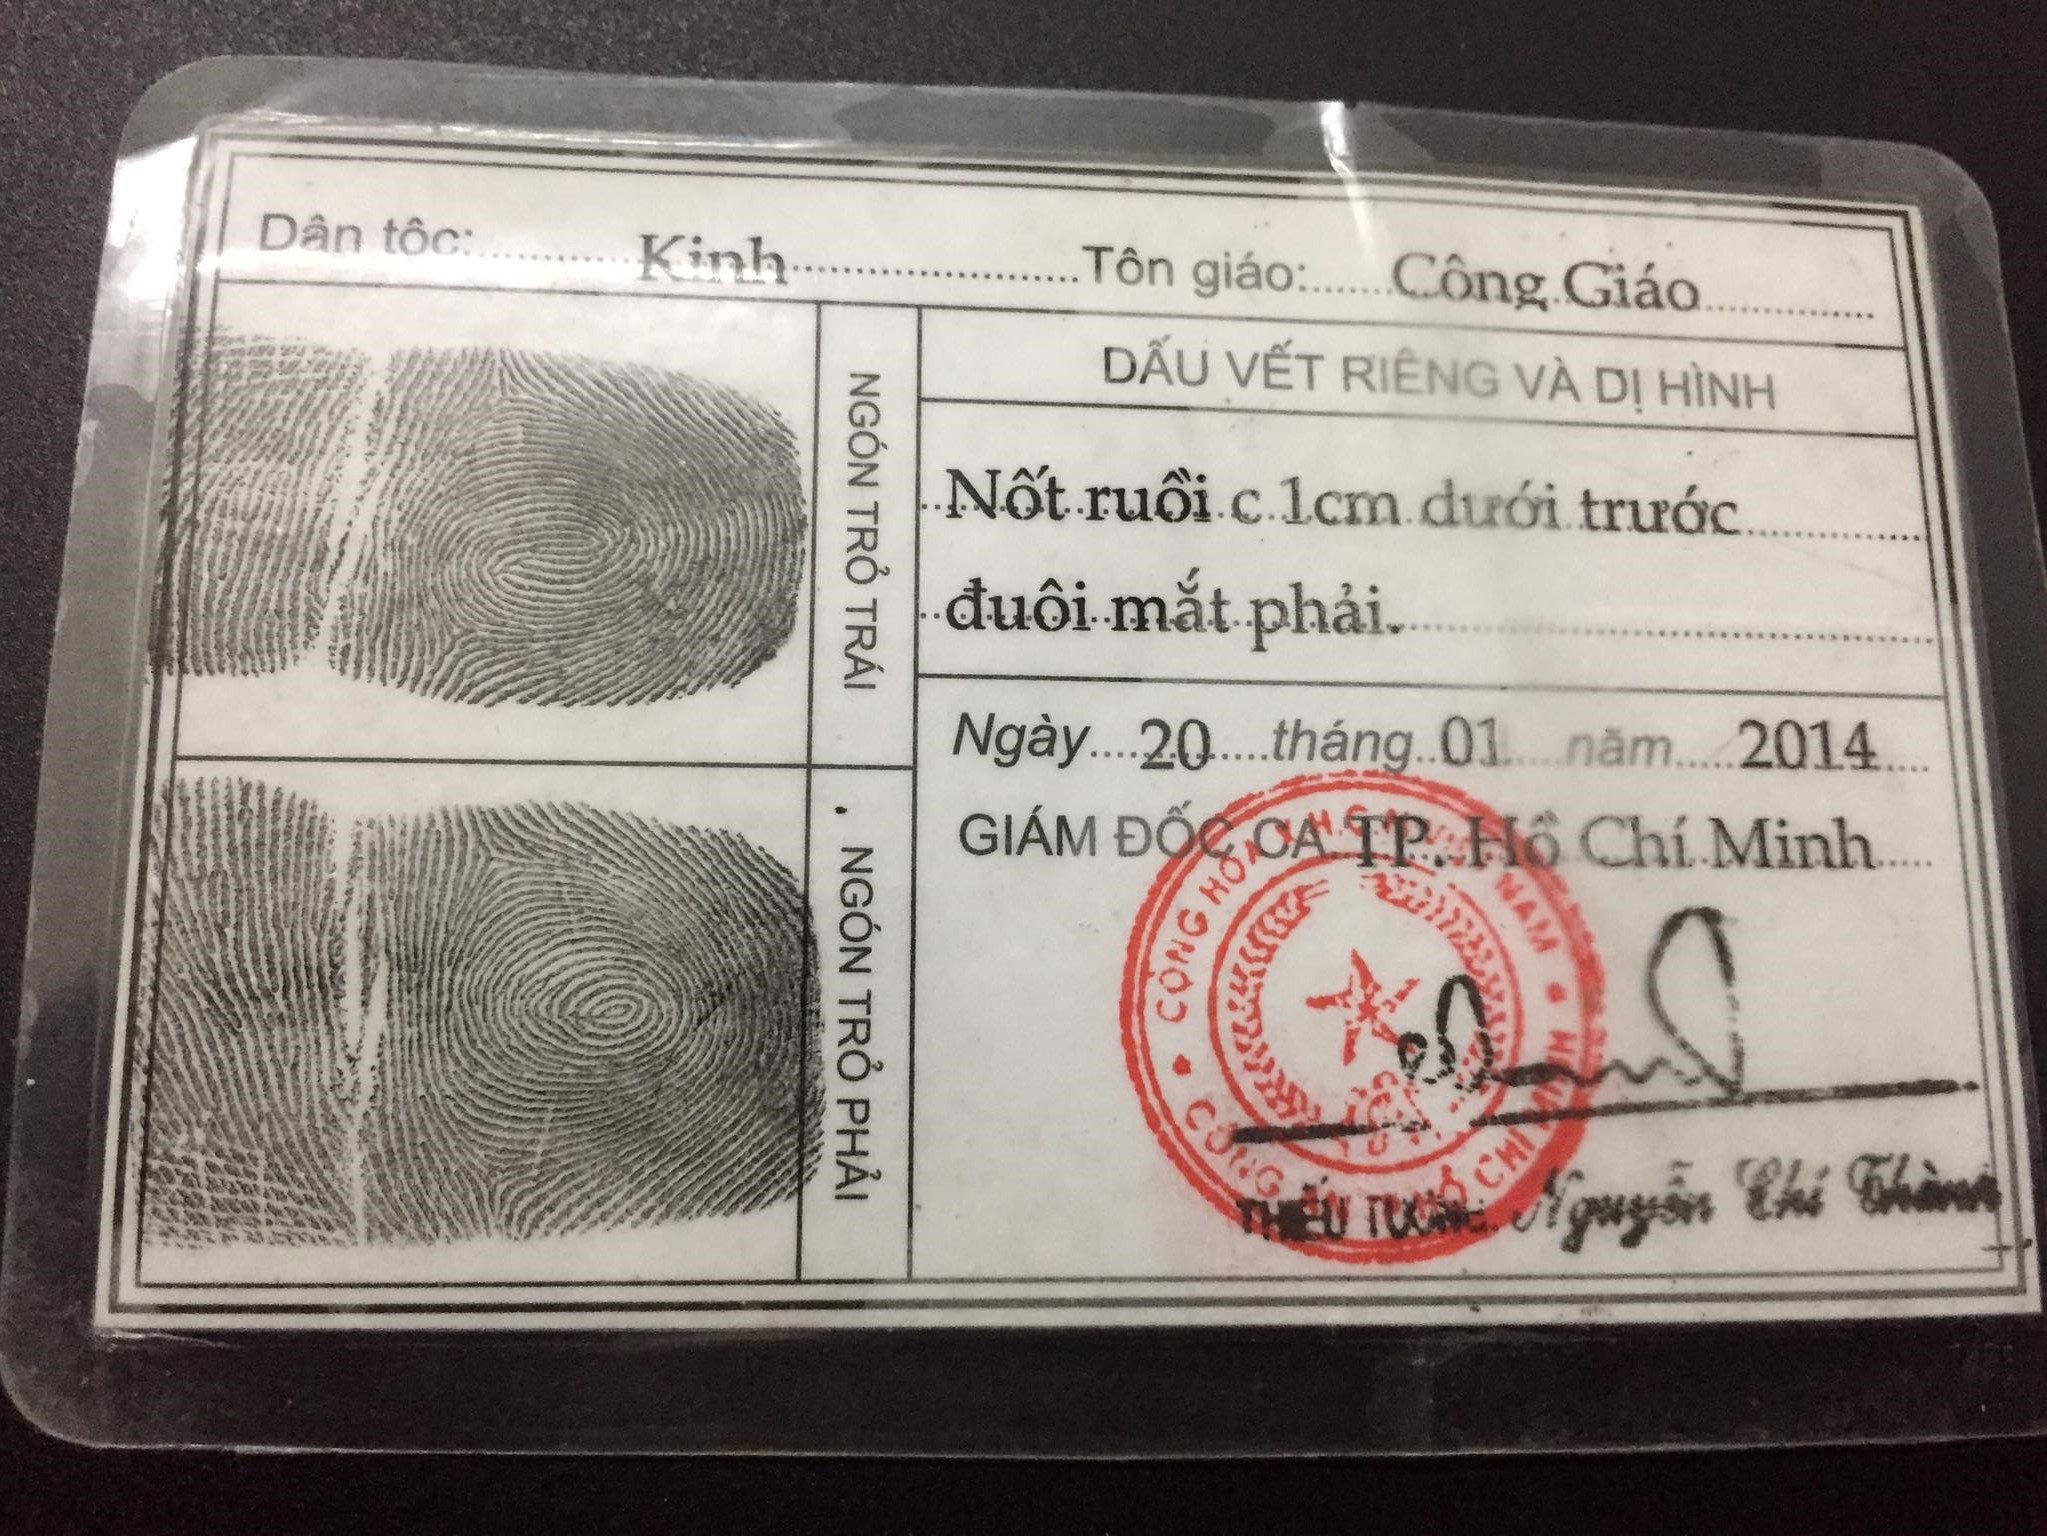 Dân tộc: Kinh Tôn giáo: Công Giáo
NGÓN TRỎ TRÁI
DẤU VẾT RIÊNG VÀ DỊ HÌNH
Nốt ruồi c 1cm dưới trước
đuôi mắt phải.
Ngày 20 tháng 01 năm 2014
NGÓN TRỎ PHẢI
GIÁM ĐỐC CA TP. Hồ Chí Minh
CỘNG HÒA X.H.C.N VIỆT NAM
CÔNG AN HỒ CHÍ MINH
THIẾU TƯỚNG: Nguyễn Chí Thành